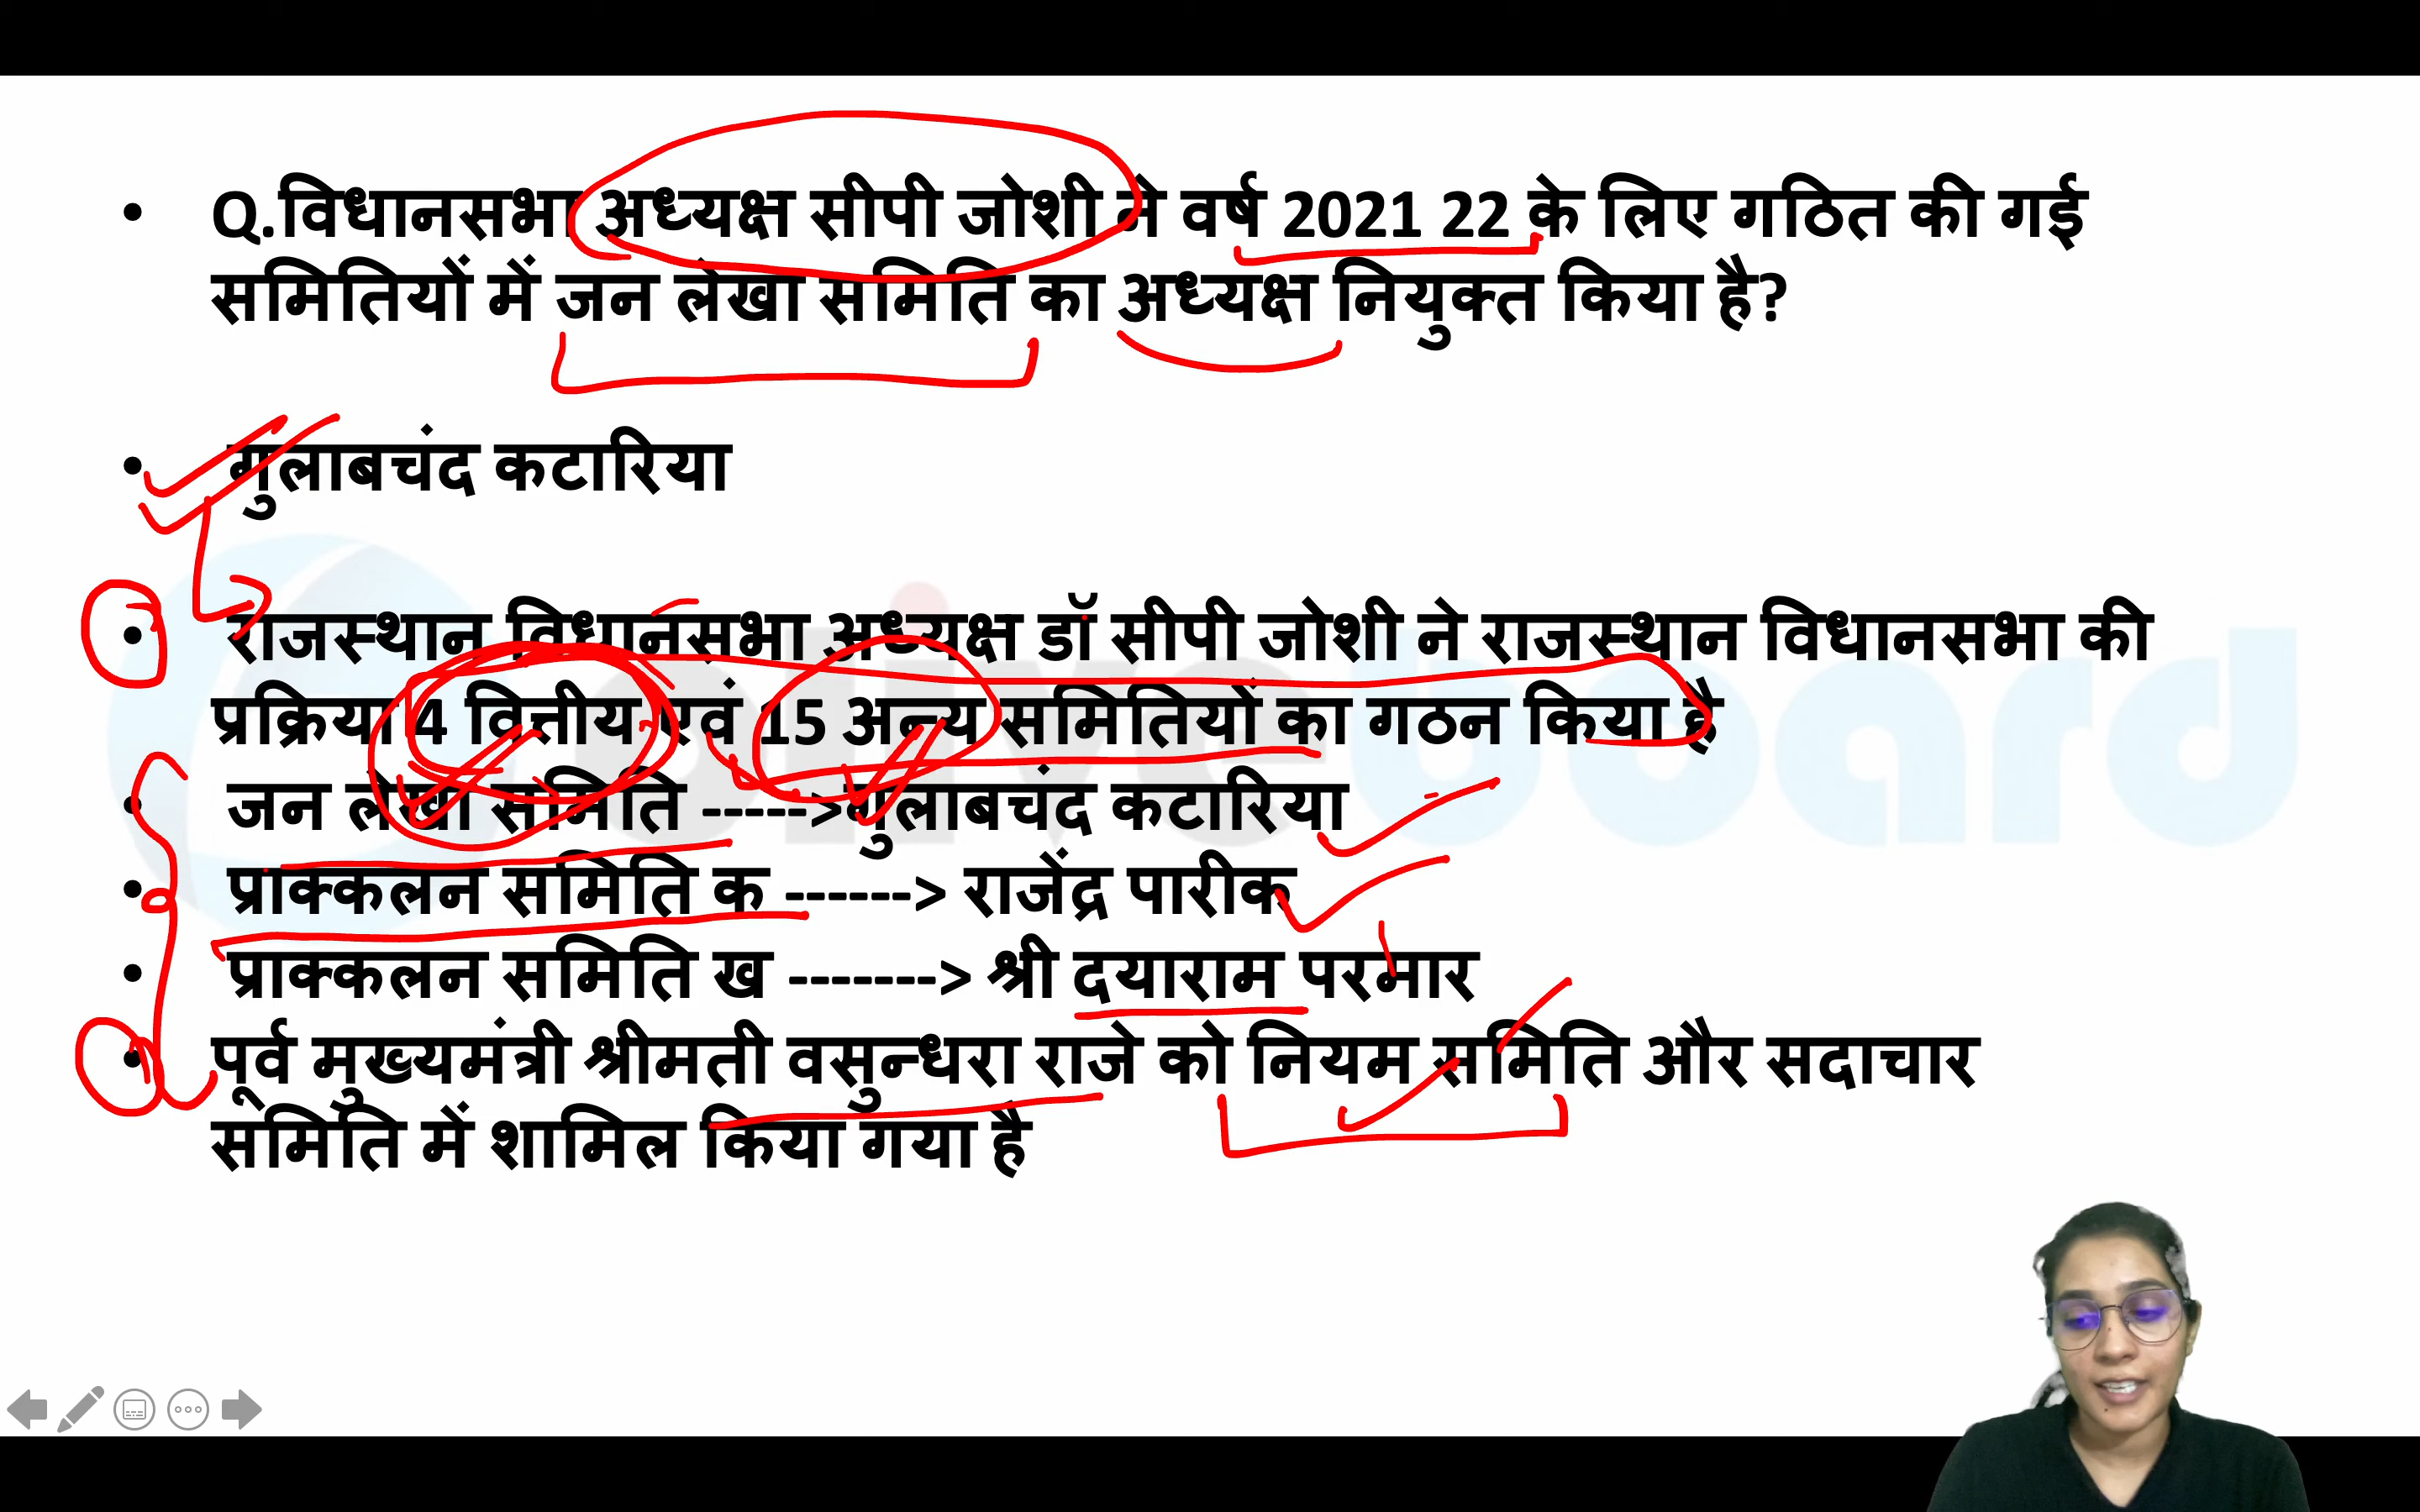 • Q.विधानसभा अध्यक्ष सीपी जोशी ने वर्ष 2021 22 के लिए गठित की गई
समितियों में जन लेखा समिति का अध्यक्ष नियुक्त किया है?
• गुलाबचंद कटारिया
• राजस्थान विधानसभा अध्यक्ष डॉ सीपी जोशी ने राजस्थान विधानसभा की
प्रक्रिया 4 वित्तीय एवं 15 अन्य समितियों का गठन किया है
• जन लेखा समिति ----->गुलाबचंद कटारिया
• प्राक्कलन समिति क ------> राजेंद्र पारीक
• प्राक्कलन समिति ख -------> श्री दयाराम परमार
• पूर्व मुख्यमंत्री श्रीमती वसुन्धरा राजे को नियम समिति और सदाचार
समिति में शामिल किया गया है
oliveboard